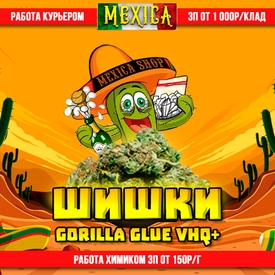 РАБОТА КУРЬЕРОМ
MEXICA
ЗП ОТ 1 000Р/КЛАД
MEXICA SHOP
ШИШКИ
GORILLA GLUE VHQ+
РАБОТА ХИМИКОМ ЗП ОТ 150Р/Г